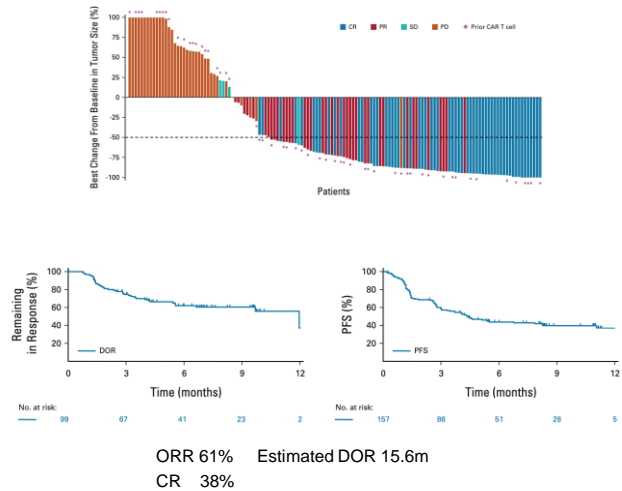 Best Change From Baseline in Tumor Size (%)
100
75
50
25
0
-50
-75
-100
CR
PR
SD
PD
Prior CAR T cell
Patients
Remaining
in Response (%)
100
80
60
40
20
DOR
0 3 6 9 12
Time (months)
No. at risk:
99 67 41 23 2
PFS (%)
100
80
60
40
20
PFS
0 3 6 9 12
Time (months)
No. at risk:
157 86 51 28 5
ORR 61% Estimated DOR 15.6m
CR 38%